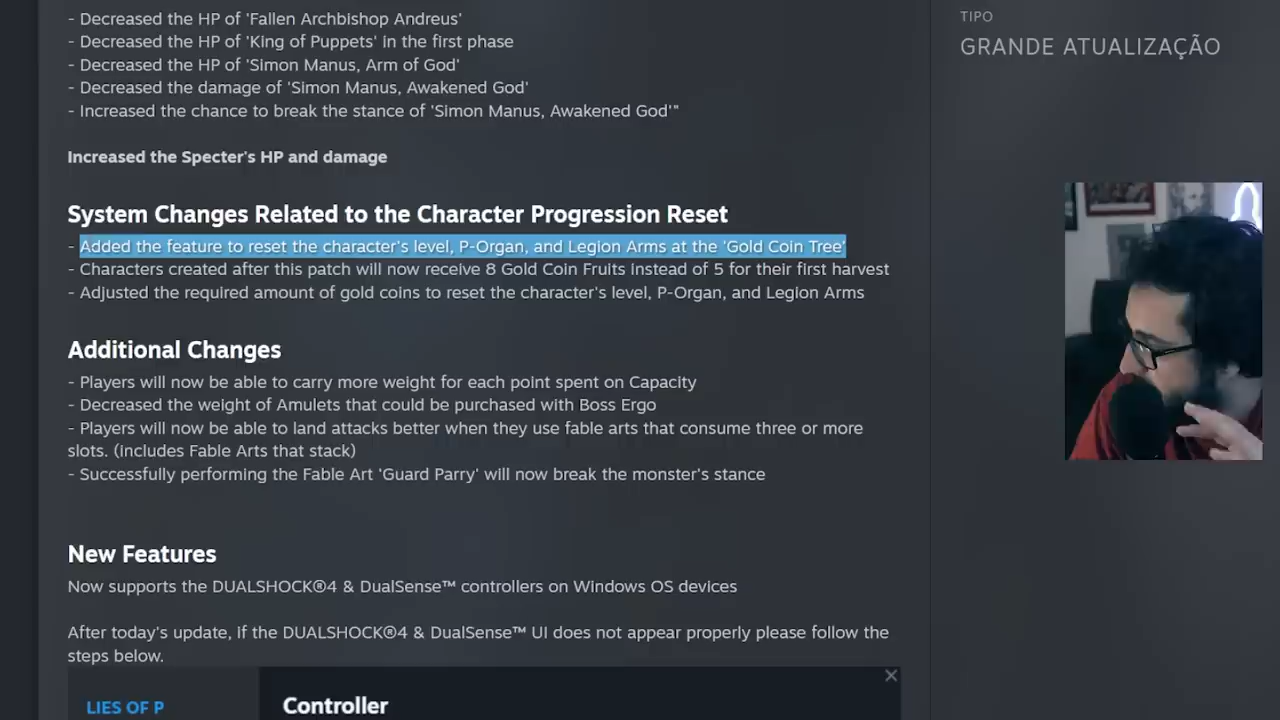 - Decreased the HP of 'Fallen Archbishop Andreus'
- Decreased the HP of 'King of Puppets' in the first phase
- Decreased the HP of 'Simon Manus, Arm of God'
- Decreased the damage of 'Simon Manus, Awakened God'
- Increased the chance to break the stance of 'Simon Manus, Awakened God'"
Increased the Specter's HP and damage
System Changes Related to the Character Progression Reset
- Added the feature to reset the character's level, P-Organ, and Legion Arms at the 'Gold Coin Tree'
- Characters created after this patch will now receive 8 Gold Coin Fruits instead of 5 for their first harvest
- Adjusted the required amount of gold coins to reset the character's level, P-Organ, and Legion Arms
Additional Changes
- Players will now be able to carry more weight for each point spent on Capacity
- Decreased the weight of Amulets that could be purchased with Boss Ergo
- Players will now be able to land attacks better when they use fable arts that consume three or more
slots. (Includes Fable Arts that stack)
- Successfully performing the Fable Art 'Guard Parry' will now break the monster's stance
New Features
Now supports the DUALSHOCK®4 & DualSense™ controllers on Windows OS devices
After today's update, if the DUALSHOCK®4 & DualSense™ UI does not appear properly please follow the
steps below.
LIES OF P
Controller
TIPO
GRANDE ATUALIZAÇÃO